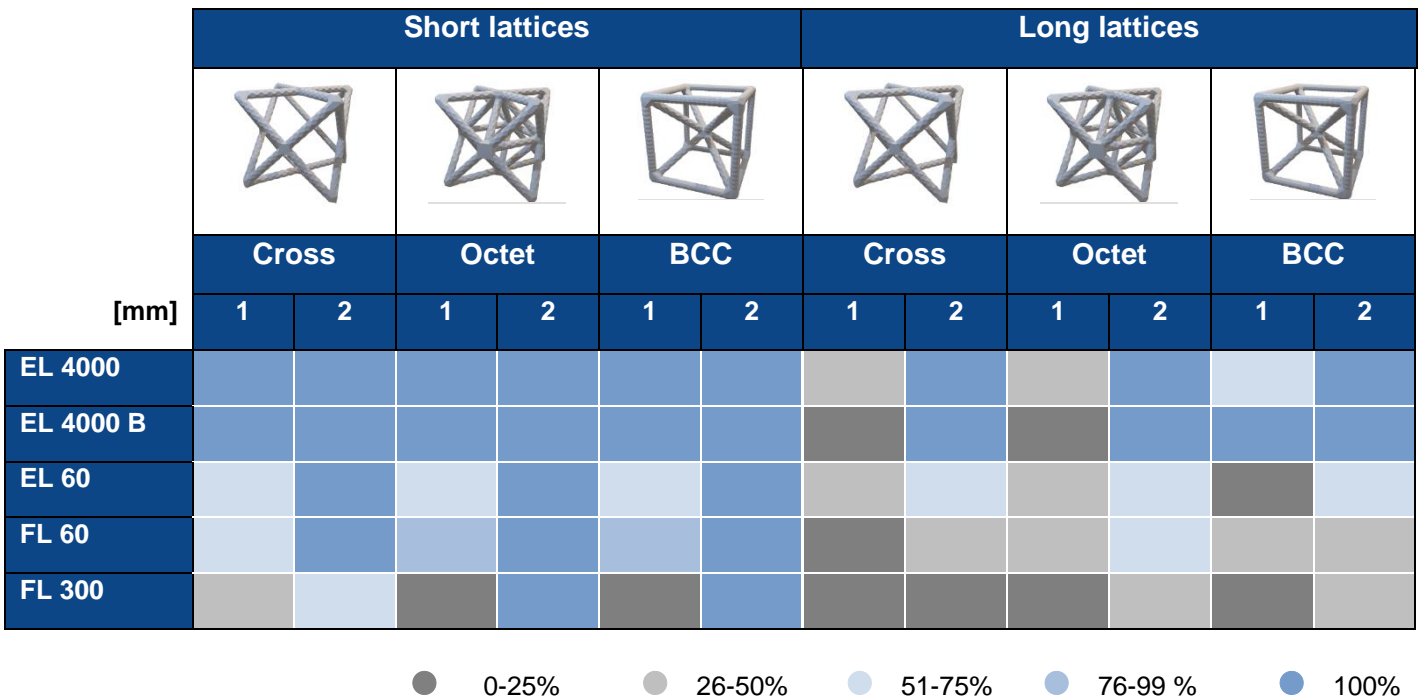 Short lattices Long lattices
Cross Octet BCC Cross Octet BCC
[mm] 1 2 1 2 1 2 1 2 1 2 1 2
EL 4000
EL 4000 B
EL 60
FL 60
FL 300
0-25% 26-50% 51-75% 76-99 % 100%